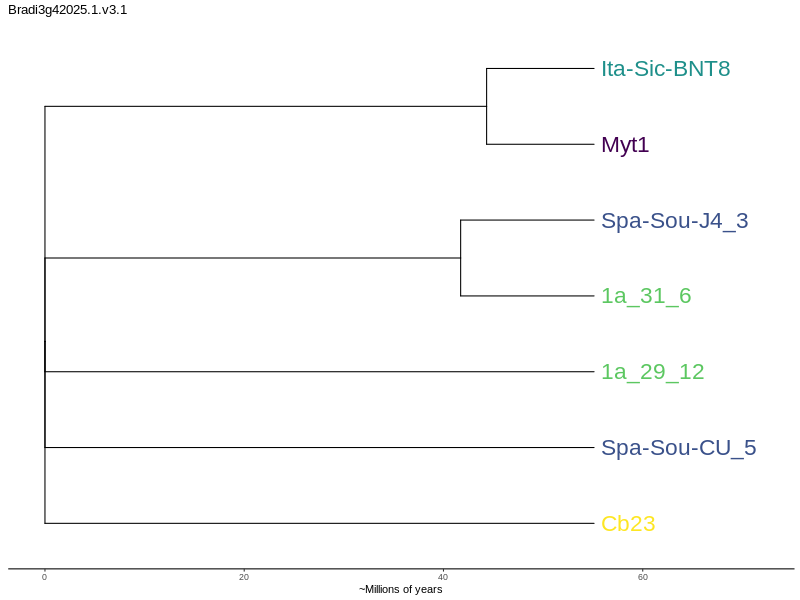 Bradi3g42025.1.v3.1
Ita-Sic-BNT8
Myt1
Spa-Sou-J4_3
1a_31_6
1a_29_12
Spa-Sou-CU_5
Cb23
0 20 40 60
~Millions of years